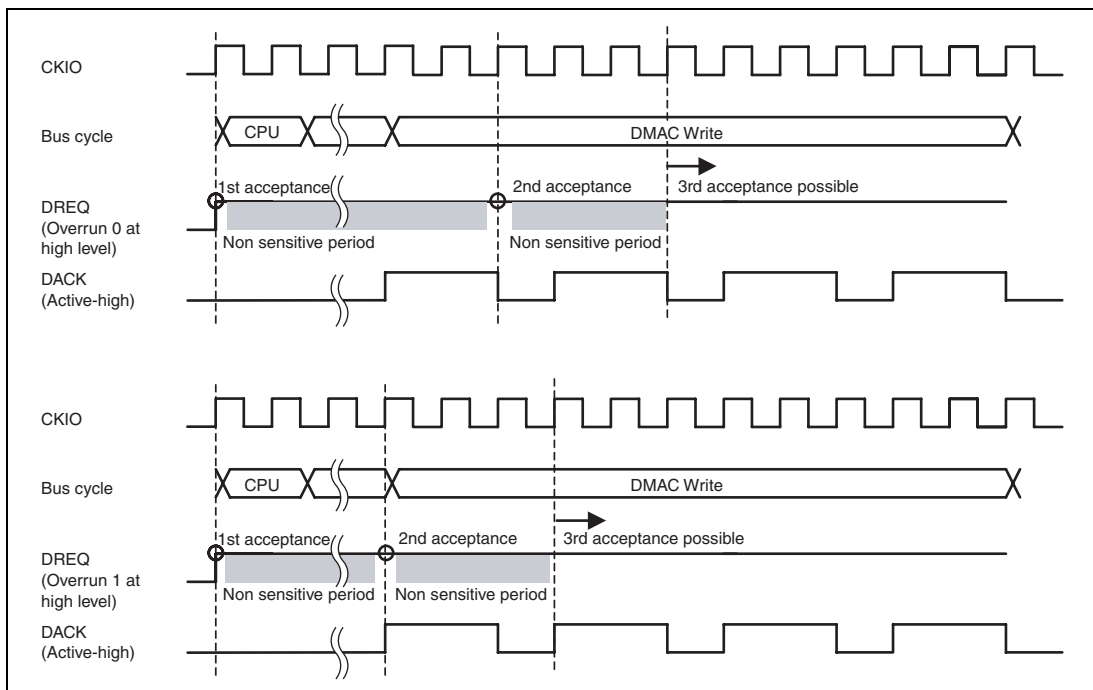 CKIO
Bus cycle
CPU
DMAC Write
1st acceptance
2nd acceptance
3rd acceptance possible
DREQ
(Overrun 0 at
high level)
Non sensitive period
Non sensitive period
DACK
(Active-high)
CKIO
Bus cycle
CPU
DMAC Write
1st acceptance
2nd acceptance
3rd acceptance possible
DREQ
(Overrun 1 at
high level)
Non sensitive period
Non sensitive period
DACK
(Active-high)